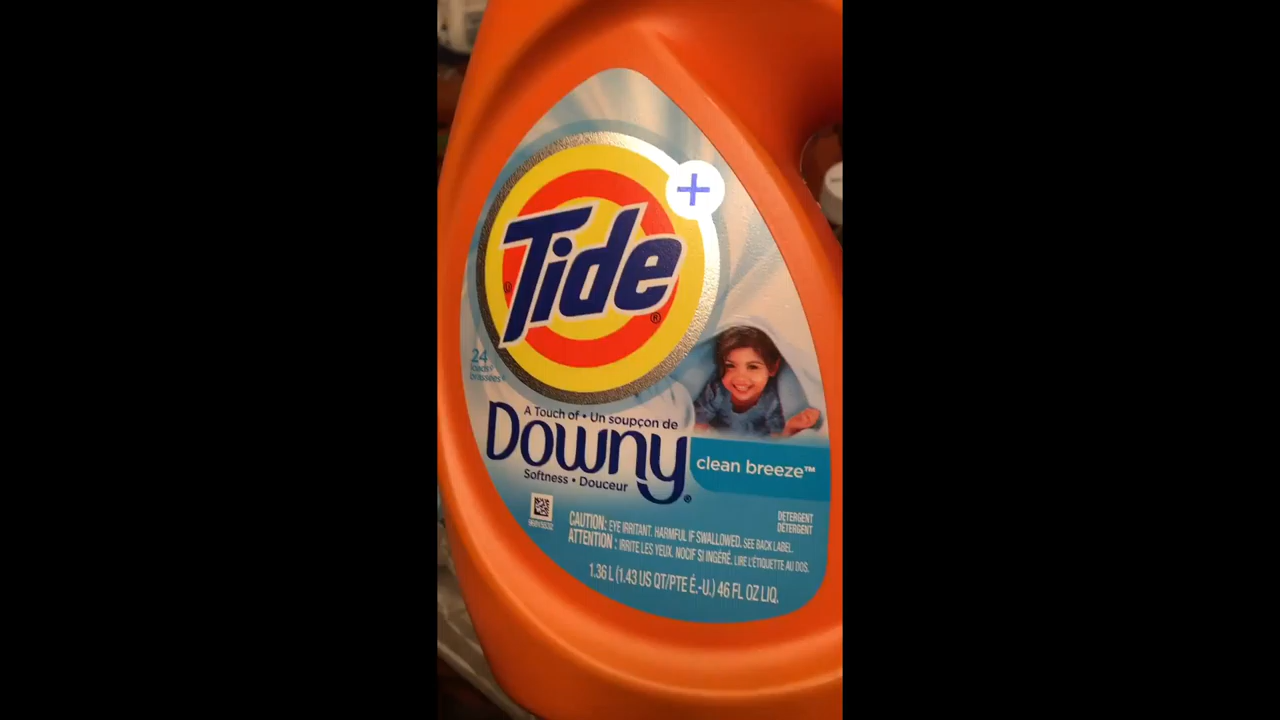 +
Tide®
24
loads§
brassées§
A Touch of • Un soupçon de
Downy®
Softness • Douceur
clean breeze™
DETERGENT
DÉTERGENT
CAUTION: EYE IRRITANT. HARMFUL IF SWALLOWED. SEE BACK LABEL.
ATTENTION : IRRITE LES YEUX. NOCIF SI INGÉRÉ. LIRE L'ÉTIQUETTE AU DOS.
1.36 L (1.43 US QT/PTE É.-U.) 46 FL OZ LIQ.